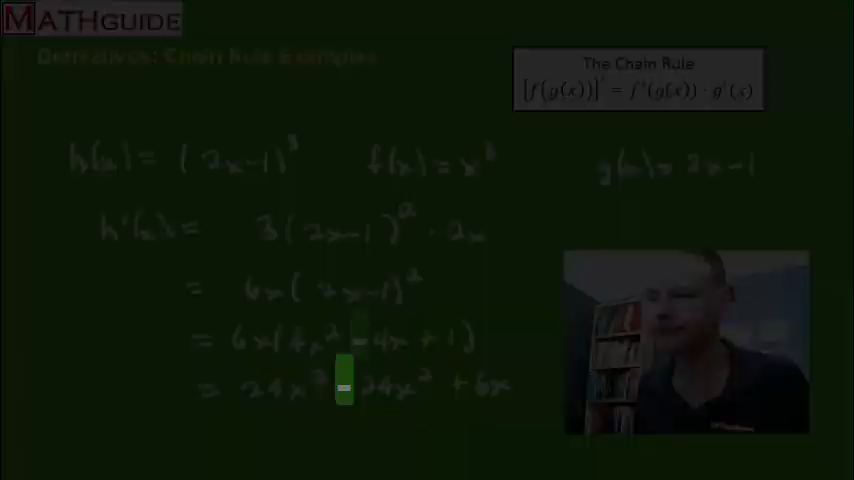 MATHGUIDE
Derivatives: Chain Rule Examples
The Chain Rule
[f(g(x))]' = f'(g(x)) · g'(x)
h(x) = (2x-1)³ f(x) = x³ g(x) = 2x-1
h'(x) = 3(2x-1)² · 2x
= 6x(2x-1)²
= 6x(4x² - 4x + 1)
= 24x³ - 24x² + 6x